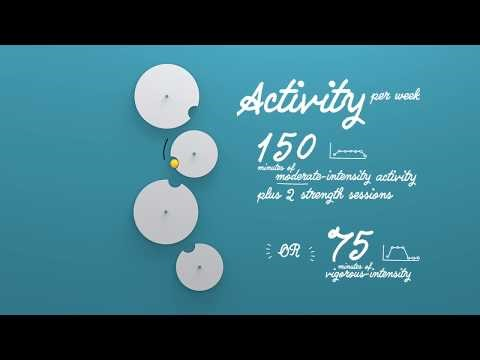 Activity per week
150
minutes of
moderate-intensity activity
plus 2 strength sessions
OR
75
minutes of
vigorous-intensity